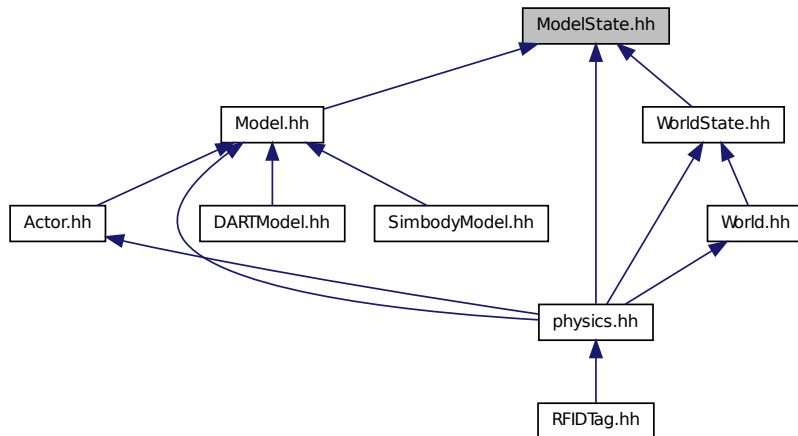 ModelState.hh
Model.hh
WorldState.hh
Actor.hh
DARTModel.hh
SimbodyModel.hh
World.hh
physics.hh
RFIDTag.hh